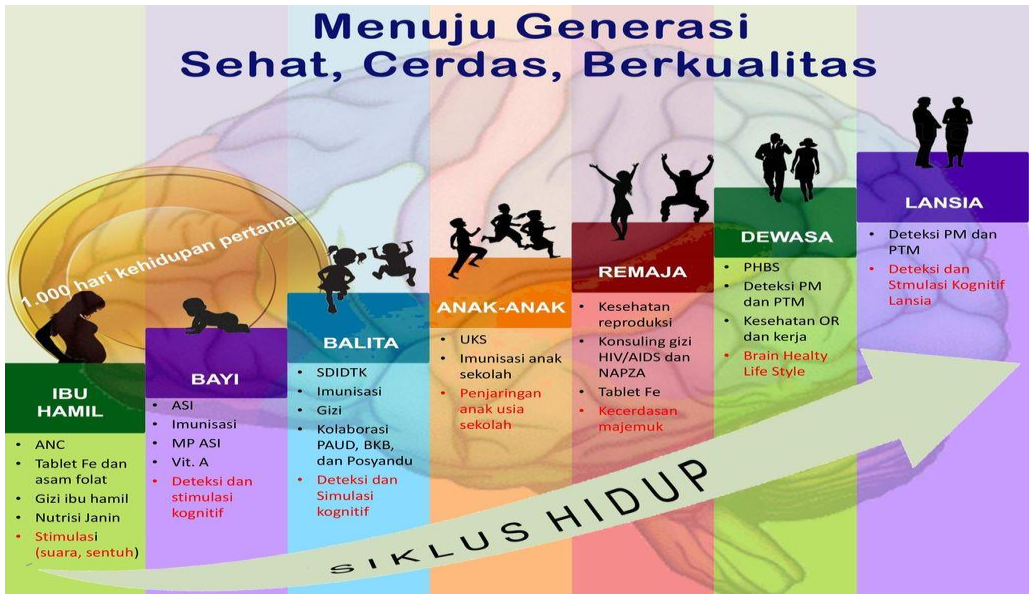 Menuju Generasi
Sehat, Cerdas, Berkualitas
1.000 hari kehidupan pertama
IBU
HAMIL
• ANC
• Tablet Fe dan
asam folat
• Gizi ibu hamil
• Nutrisi Janin
• Stimulasi
(suara, sentuh)
BAYI
• ASI
• Imunisasi
• MP ASI
• Vit. A
• Deteksi dan
stimulasi
kognitif
BALITA
• SDIDTK
• Imunisasi
• Gizi
• Kolaborasi
PAUD, BKB,
dan Posyandu
• Deteksi dan
Simulasi
kognitif
ANAK-ANAK
• UKS
• Imunisasi anak
sekolah
• Penjaringan
anak usia
sekolah
REMAJA
• Kesehatan
reproduksi
• Konsuling gizi
HIV/AIDS dan
NAPZA
• Tablet Fe
• Kecerdasan
majemuk
DEWASA
• PHBS
• Deteksi PM
dan PTM
• Kesehatan OR
dan kerja
• Brain Healty
Life Style
LANSIA
• Deteksi PM dan
PTM
• Deteksi dan
Stmulasi Kognitif
Lansia
SIKLUS HIDUP